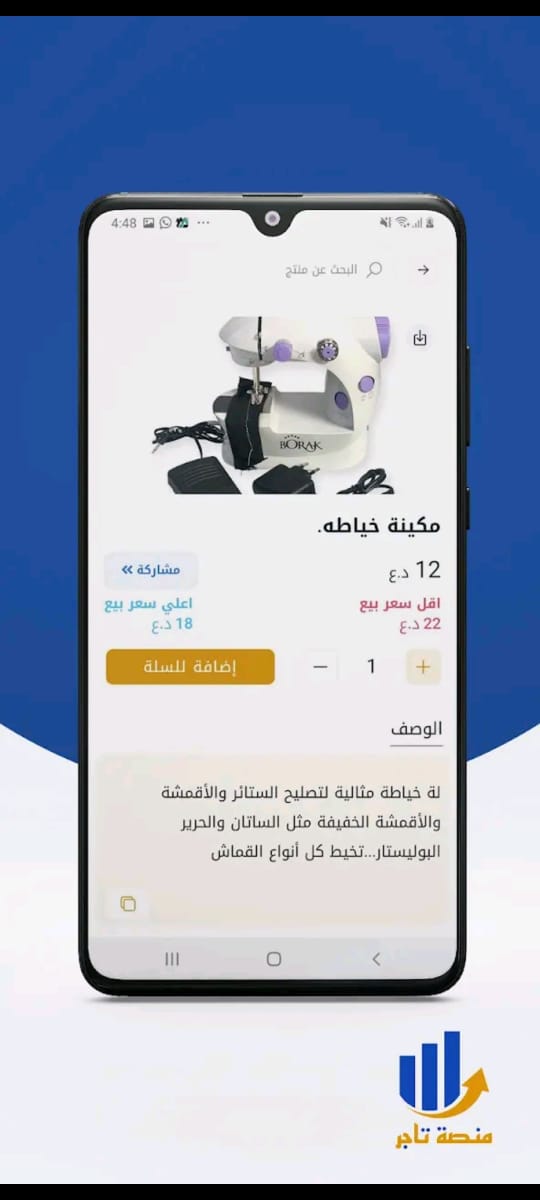 4:48
البحث عن منتج
BORAK
مكينة خياطه.
12 د.ع
مشاركة
اقل سعر بيع
22 د.ع
اعلي سعر بيع
18 د.ع
1
إضافة للسلة
الوصف
لة خياطة مثالية لتصليح الستائر والأقمشة
والأقمشة الخفيفة مثل الساتان والحرير
البوليستار...تخيط كل أنواع القماش
منصة تاجر